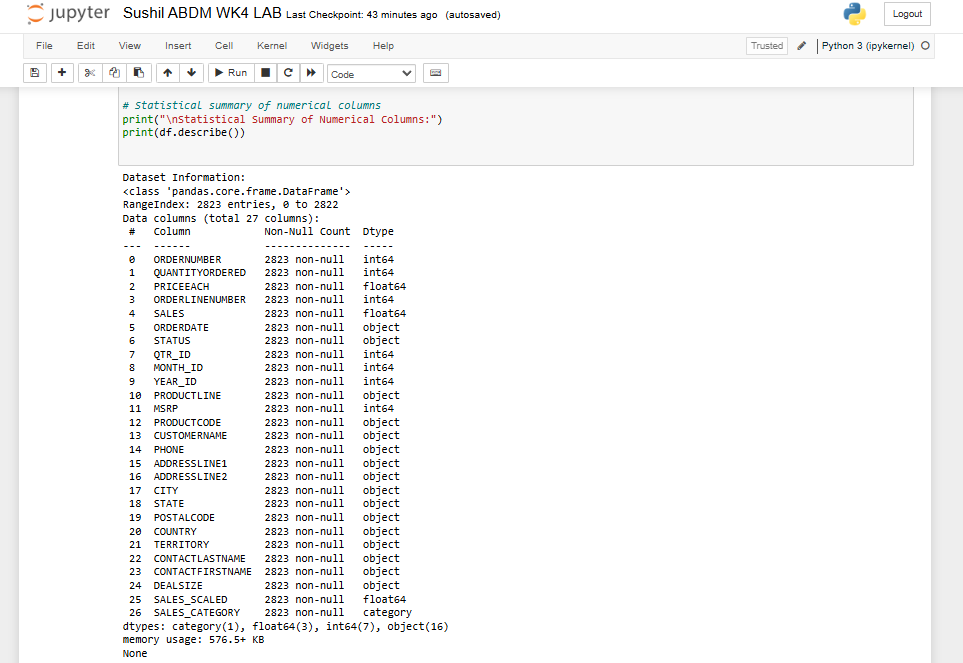 jupyter Sushil ABDM WK4 LAB Last Checkpoint: 43 minutes ago (autosaved) Logout
File Edit View Insert Cell Kernel Widgets Help Trusted Python 3 (ipykernel)
Run Code
# Statistical summary of numerical columns
print("\nStatistical Summary of Numerical Columns:")
print(df.describe())
Dataset Information:
<class 'pandas.core.frame.DataFrame'>
RangeIndex: 2823 entries, 0 to 2822
Data columns (total 27 columns):
 #   Column            Non-Null Count  Dtype
---  ------            --------------  -----
 0   ORDERNUMBER       2823 non-null   int64
 1   QUANTITYORDERED   2823 non-null   int64
 2   PRICEEACH         2823 non-null   float64
 3   ORDERLINENUMBER   2823 non-null   int64
 4   SALES             2823 non-null   float64
 5   ORDERDATE         2823 non-null   object
 6   STATUS            2823 non-null   object
 7   QTR_ID            2823 non-null   int64
 8   MONTH_ID          2823 non-null   int64
 9   YEAR_ID           2823 non-null   int64
 10  PRODUCTLINE       2823 non-null   object
 11  MSRP              2823 non-null   int64
 12  PRODUCTCODE       2823 non-null   object
 13  CUSTOMERNAME      2823 non-null   object
 14  PHONE             2823 non-null   object
 15  ADDRESSLINE1      2823 non-null   object
 16  ADDRESSLINE2      2823 non-null   object
 17  CITY              2823 non-null   object
 18  STATE             2823 non-null   object
 19  POSTALCODE        2823 non-null   object
 20  COUNTRY           2823 non-null   object
 21  TERRITORY         2823 non-null   object
 22  CONTACTLASTNAME   2823 non-null   object
 23  CONTACTFIRSTNAME  2823 non-null   object
 24  DEALSIZE          2823 non-null   object
 25  SALES_SCALED      2823 non-null   float64
 26  SALES_CATEGORY    2823 non-null   category
dtypes: category(1), float64(3), int64(7), object(16)
memory usage: 576.5+ KB
None